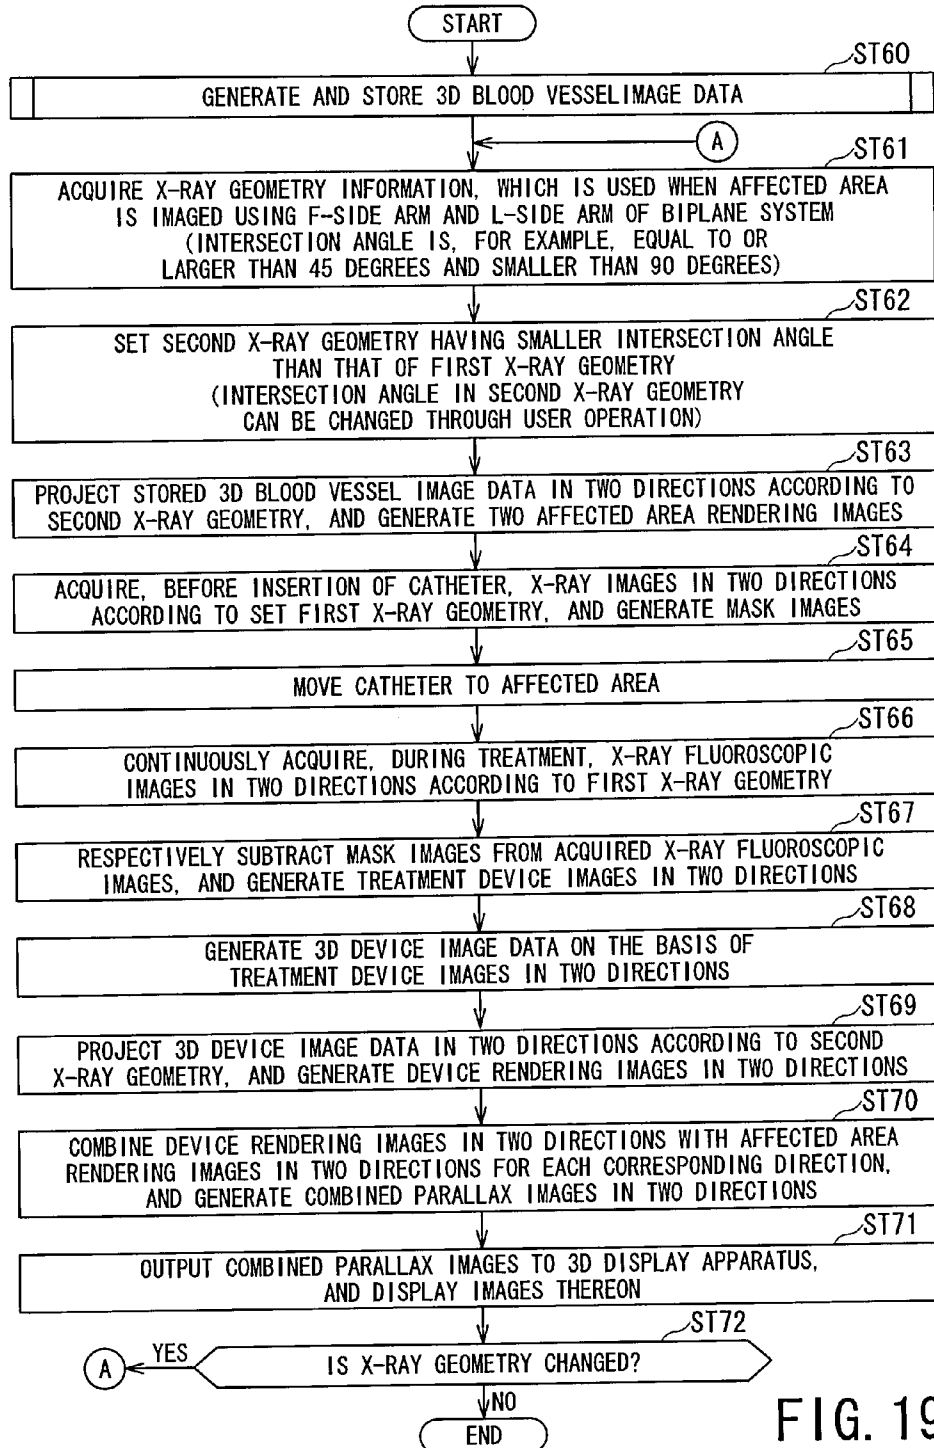 START
ST60
GENERATE AND STORE 3D BLOOD VESSELIMAGE DATA
A
ST61
ACQUIRE X-RAY GEOMETRY INFORMATION, WHICH IS USED WHEN AFFECTED AREA
IS IMAGED USING F-SIDE ARM AND L-SIDE ARM OF BIPLANE SYSTEM
(INTERSECTION ANGLE IS, FOR EXAMPLE, EQUAL TO OR
LARGER THAN 45 DEGREES AND SMALLER THAN 90 DEGREES)
ST62
SET SECOND X-RAY GEOMETRY HAVING SMALLER INTERSECTION ANGLE
THAN THAT OF FIRST X-RAY GEOMETRY
(INTERSECTION ANGLE IN SECOND X-RAY GEOMETRY
CAN BE CHANGED THROUGH USER OPERATION)
ST63
PROJECT STORED 3D BLOOD VESSEL IMAGE DATA IN TWO DIRECTIONS ACCORDING TO
SECOND X-RAY GEOMETRY, AND GENERATE TWO AFFECTED AREA RENDERING IMAGES
ST64
ACQUIRE, BEFORE INSERTION OF CATHETER, X-RAY IMAGES IN TWO DIRECTIONS
ACCORDING TO SET FIRST X-RAY GEOMETRY, AND GENERATE MASK IMAGES
ST65
MOVE CATHETER TO AFFECTED AREA
ST66
CONTINUOUSLY ACQUIRE, DURING TREATMENT, X-RAY FLUOROSCOPIC
IMAGES IN TWO DIRECTIONS ACCORDING TO FIRST X-RAY GEOMETRY
ST67
RESPECTIVELY SUBTRACT MASK IMAGES FROM ACQUIRED X-RAY FLUOROSCOPIC
IMAGES, AND GENERATE TREATMENT DEVICE IMAGES IN TWO DIRECTIONS
ST68
GENERATE 3D DEVICE IMAGE DATA ON THE BASIS OF
TREATMENT DEVICE IMAGES IN TWO DIRECTIONS
ST69
PROJECT 3D DEVICE IMAGE DATA IN TWO DIRECTIONS ACCORDING TO SECOND
X-RAY GEOMETRY, AND GENERATE DEVICE RENDERING IMAGES IN TWO DIRECTIONS
ST70
COMBINE DEVICE RENDERING IMAGES IN TWO DIRECTIONS WITH AFFECTED AREA
RENDERING IMAGES IN TWO DIRECTIONS FOR EACH CORRESPONDING DIRECTION,
AND GENERATE COMBINED PARALLAX IMAGES IN TWO DIRECTIONS
ST71
OUTPUT COMBINED PARALLAX IMAGES TO 3D DISPLAY APPARATUS,
AND DISPLAY IMAGES THEREON
ST72
A
YES
IS X-RAY GEOMETRY CHANGED?
NO
END
FIG. 19